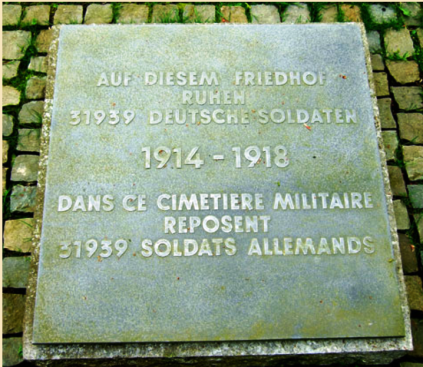 AUF DIESEM FRIEDHOF
RUHEN
31939 DEUTSCHE SOLDATEN
1914 - 1918
DANS CE CIMETIERE MILITAIRE
REPOSENT
31939 SOLDATS ALLEMANDS